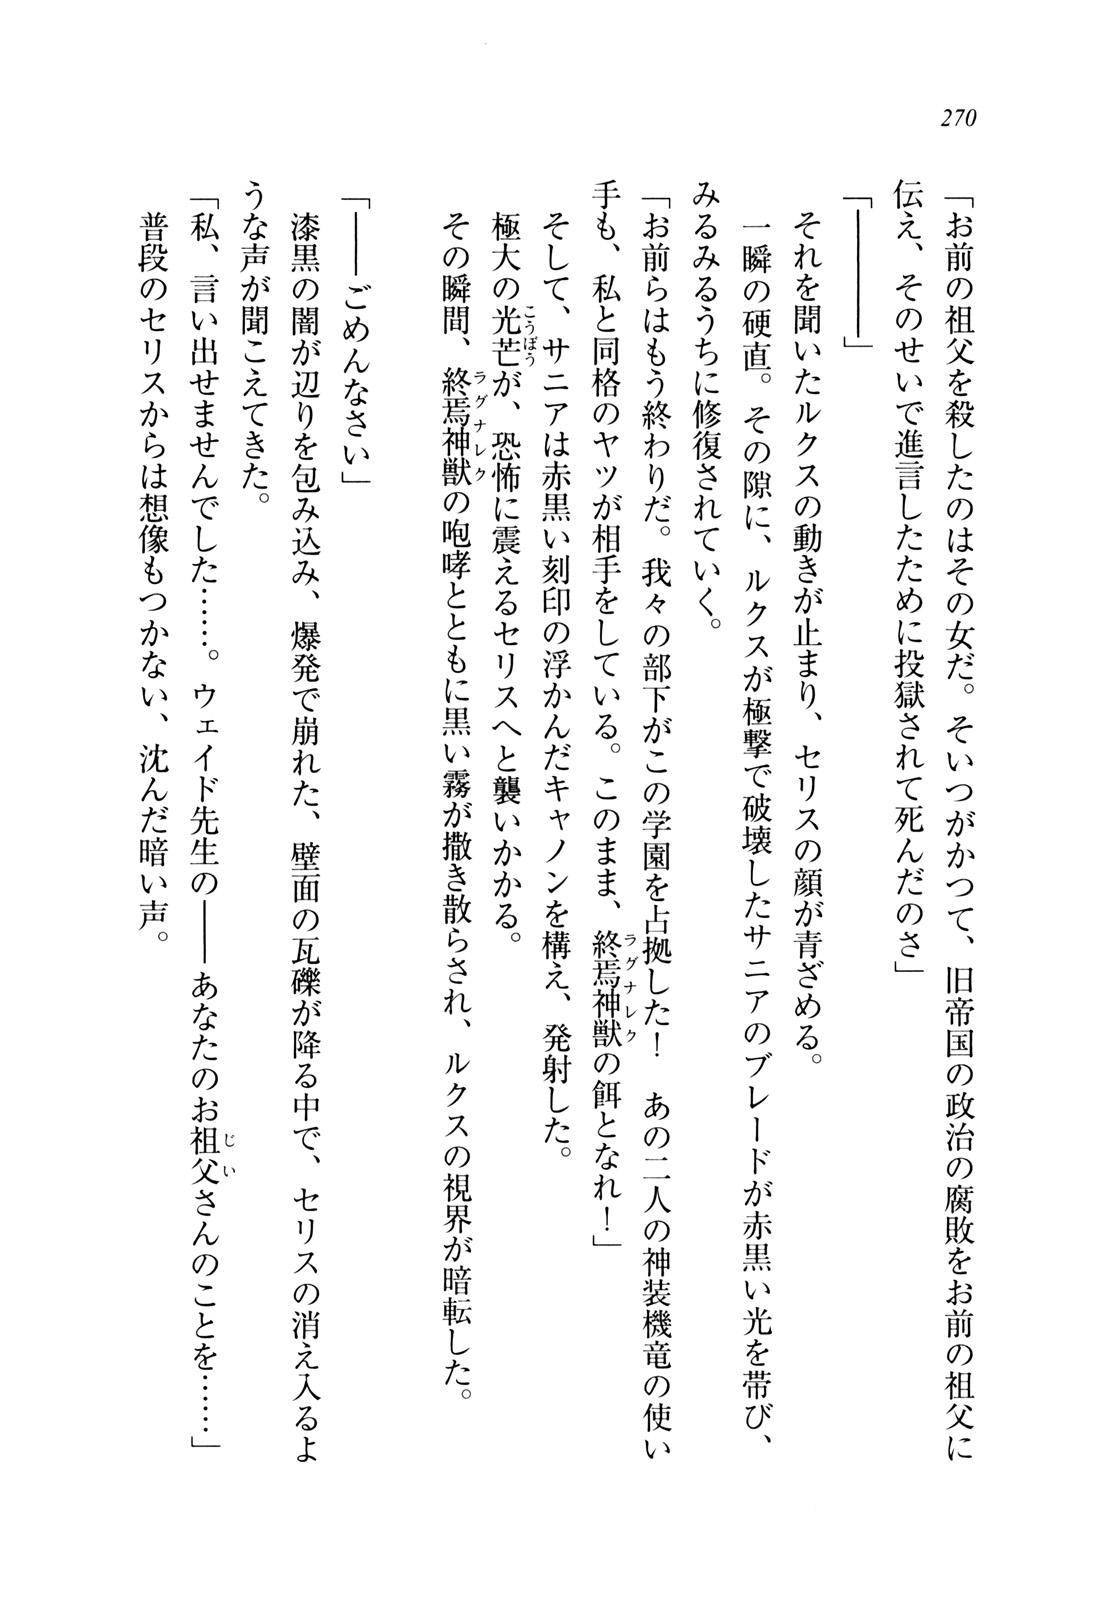 270
「お前の祖父を殺したのはその女だ。そいつがかつて、旧帝国の政治の腐敗をお前の祖父に
伝え、そのせいで進言したために投獄されて死んだのさ」
「――――」
それを聞いたルクスの動きが止まり、セリスの顔が青ざめる。
一瞬の硬直。その隙に、ルクスが極撃で破壊したサニアのブレードが赤黒い光を帯び、
みるみるうちに修復されていく。
「お前らはもう終わりだ。我々の部下がこの学園を占拠した！　あの二人の神装機竜の使い
手も、私と同格のヤツが相手をしている。このまま、終焉神獣の餌となれ！」
ラグナレク
そして、サニアは赤黒い刻印の浮かんだキャノンを構え、発射した。
極大の光芒が、恐怖に震えるセリスへと襲いかかる。
こうぼう
その瞬間、終焉神獣の咆哮とともに黒い霧が撒き散らされ、ルクスの視界が暗転した。
ラグナレク
「――ごめんなさい」
漆黒の闇が辺りを包み込み、爆発で崩れた、壁面の瓦礫が降る中で、セリスの消え入るよ
うな声が聞こえてきた。
「私、言い出せませんでした……。ウェイド先生の――あなたのお祖父さんのことを……」
じい
普段のセリスからは想像もつかない、沈んだ暗い声。